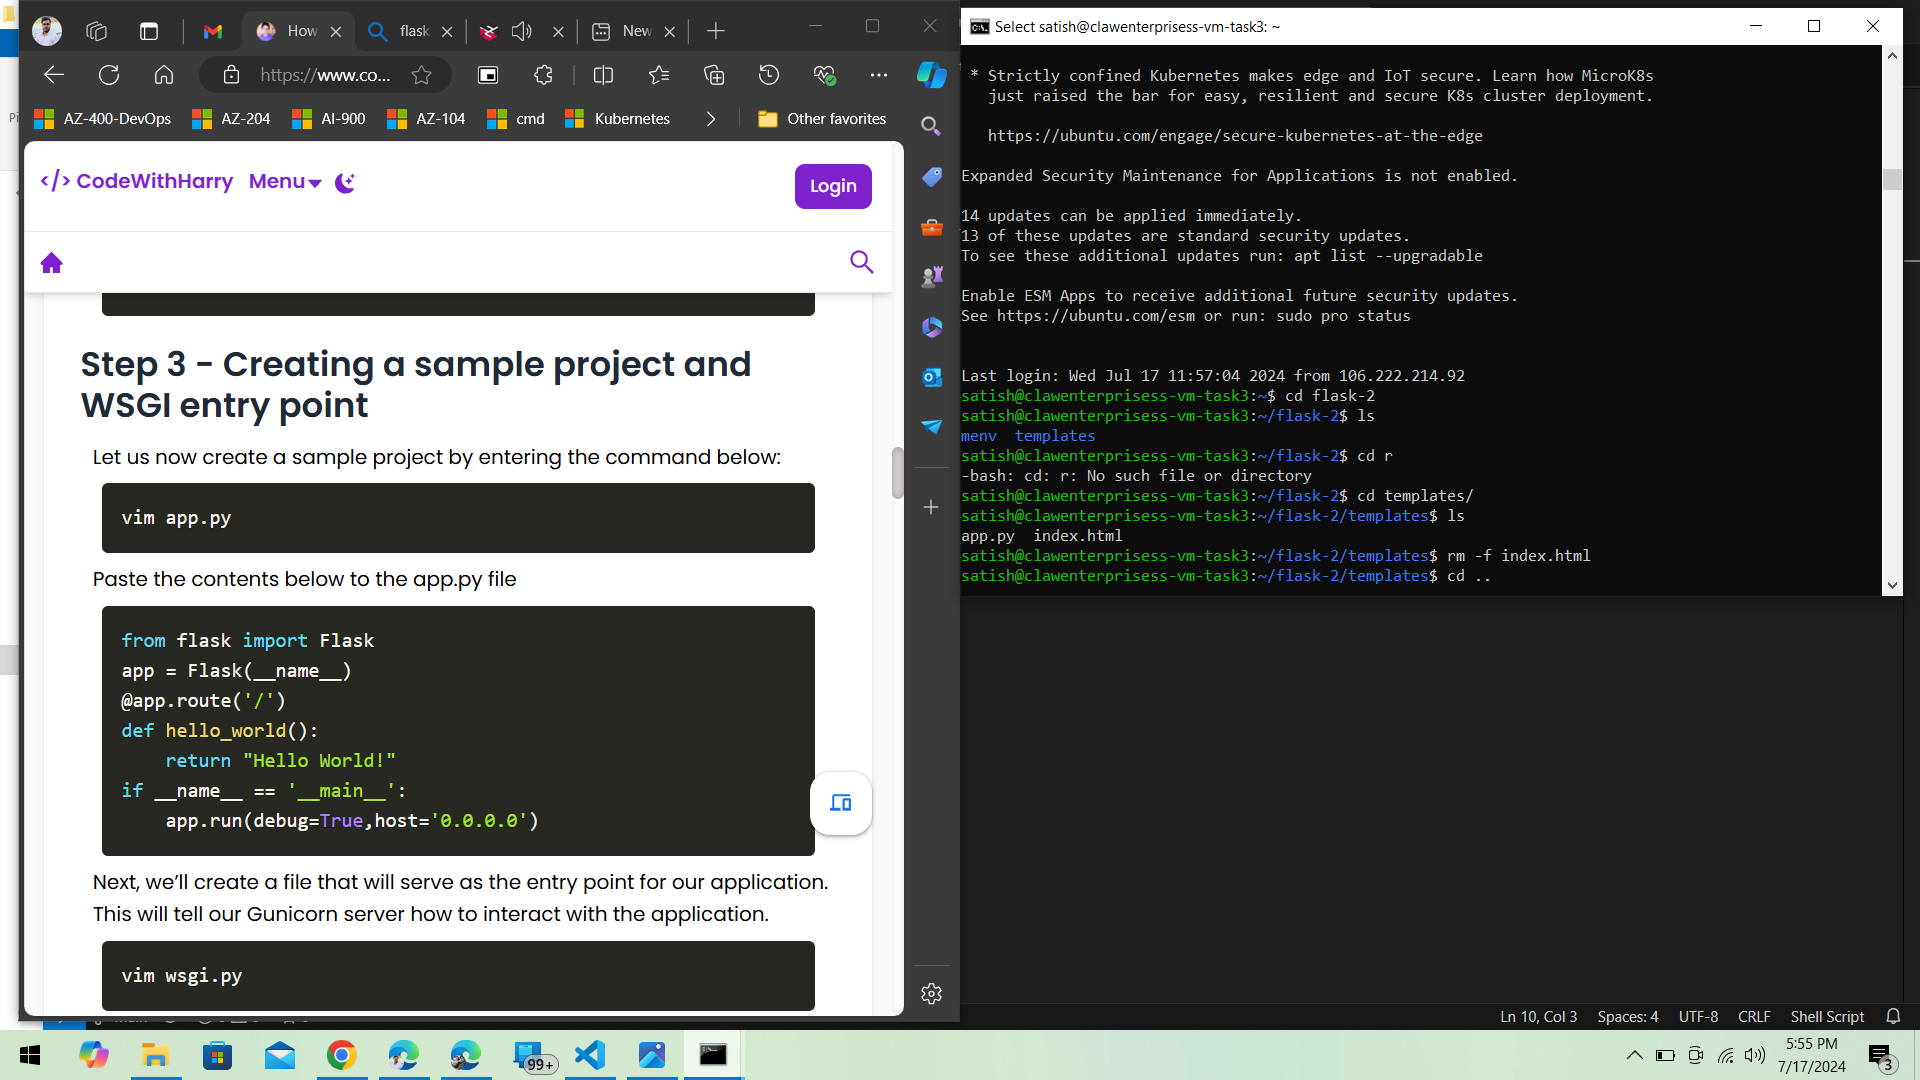 How
flask
New
https://www.co...
AZ-400-DevOps
AZ-204
AI-900
AZ-104
cmd
Kubernetes
Other favorites
</> CodeWithHarry
Menu
Login
Step 3 - Creating a sample project and
WSGI entry point
Let us now create a sample project by entering the command below:
vim app.py
Paste the contents below to the app.py file
from flask import Flask
app = Flask(__name__)
@app.route('/')
def hello_world():
    return "Hello World!"
if __name__ == '__main__':
    app.run(debug=True,host='0.0.0.0')
Next, we’ll create a file that will serve as the entry point for our application.
This will tell our Gunicorn server how to interact with the application.
vim wsgi.py
Select satish@clawenterprisess-vm-task3: ~
* Strictly confined Kubernetes makes edge and IoT secure. Learn how MicroK8s
just raised the bar for easy, resilient and secure K8s cluster deployment.
https://ubuntu.com/engage/secure-kubernetes-at-the-edge
Expanded Security Maintenance for Applications is not enabled.
14 updates can be applied immediately.
13 of these updates are standard security updates.
To see these additional updates run: apt list --upgradable
Enable ESM Apps to receive additional future security updates.
See https://ubuntu.com/esm or run: sudo pro status
Last login: Wed Jul 17 11:57:04 2024 from 106.222.214.92
satish@clawenterprisess-vm-task3:~$ cd flask-2
satish@clawenterprisess-vm-task3:~/flask-2$ ls
menv  templates
satish@clawenterprisess-vm-task3:~/flask-2$ cd r
-bash: cd: r: No such file or directory
satish@clawenterprisess-vm-task3:~/flask-2$ cd templates/
satish@clawenterprisess-vm-task3:~/flask-2/templates$ ls
app.py  index.html
satish@clawenterprisess-vm-task3:~/flask-2/templates$ rm -f index.html
satish@clawenterprisess-vm-task3:~/flask-2/templates$ cd ..
Ln 10, Col 3
Spaces: 4
UTF-8
CRLF
Shell Script
99+
5:55 PM
7/17/2024
3